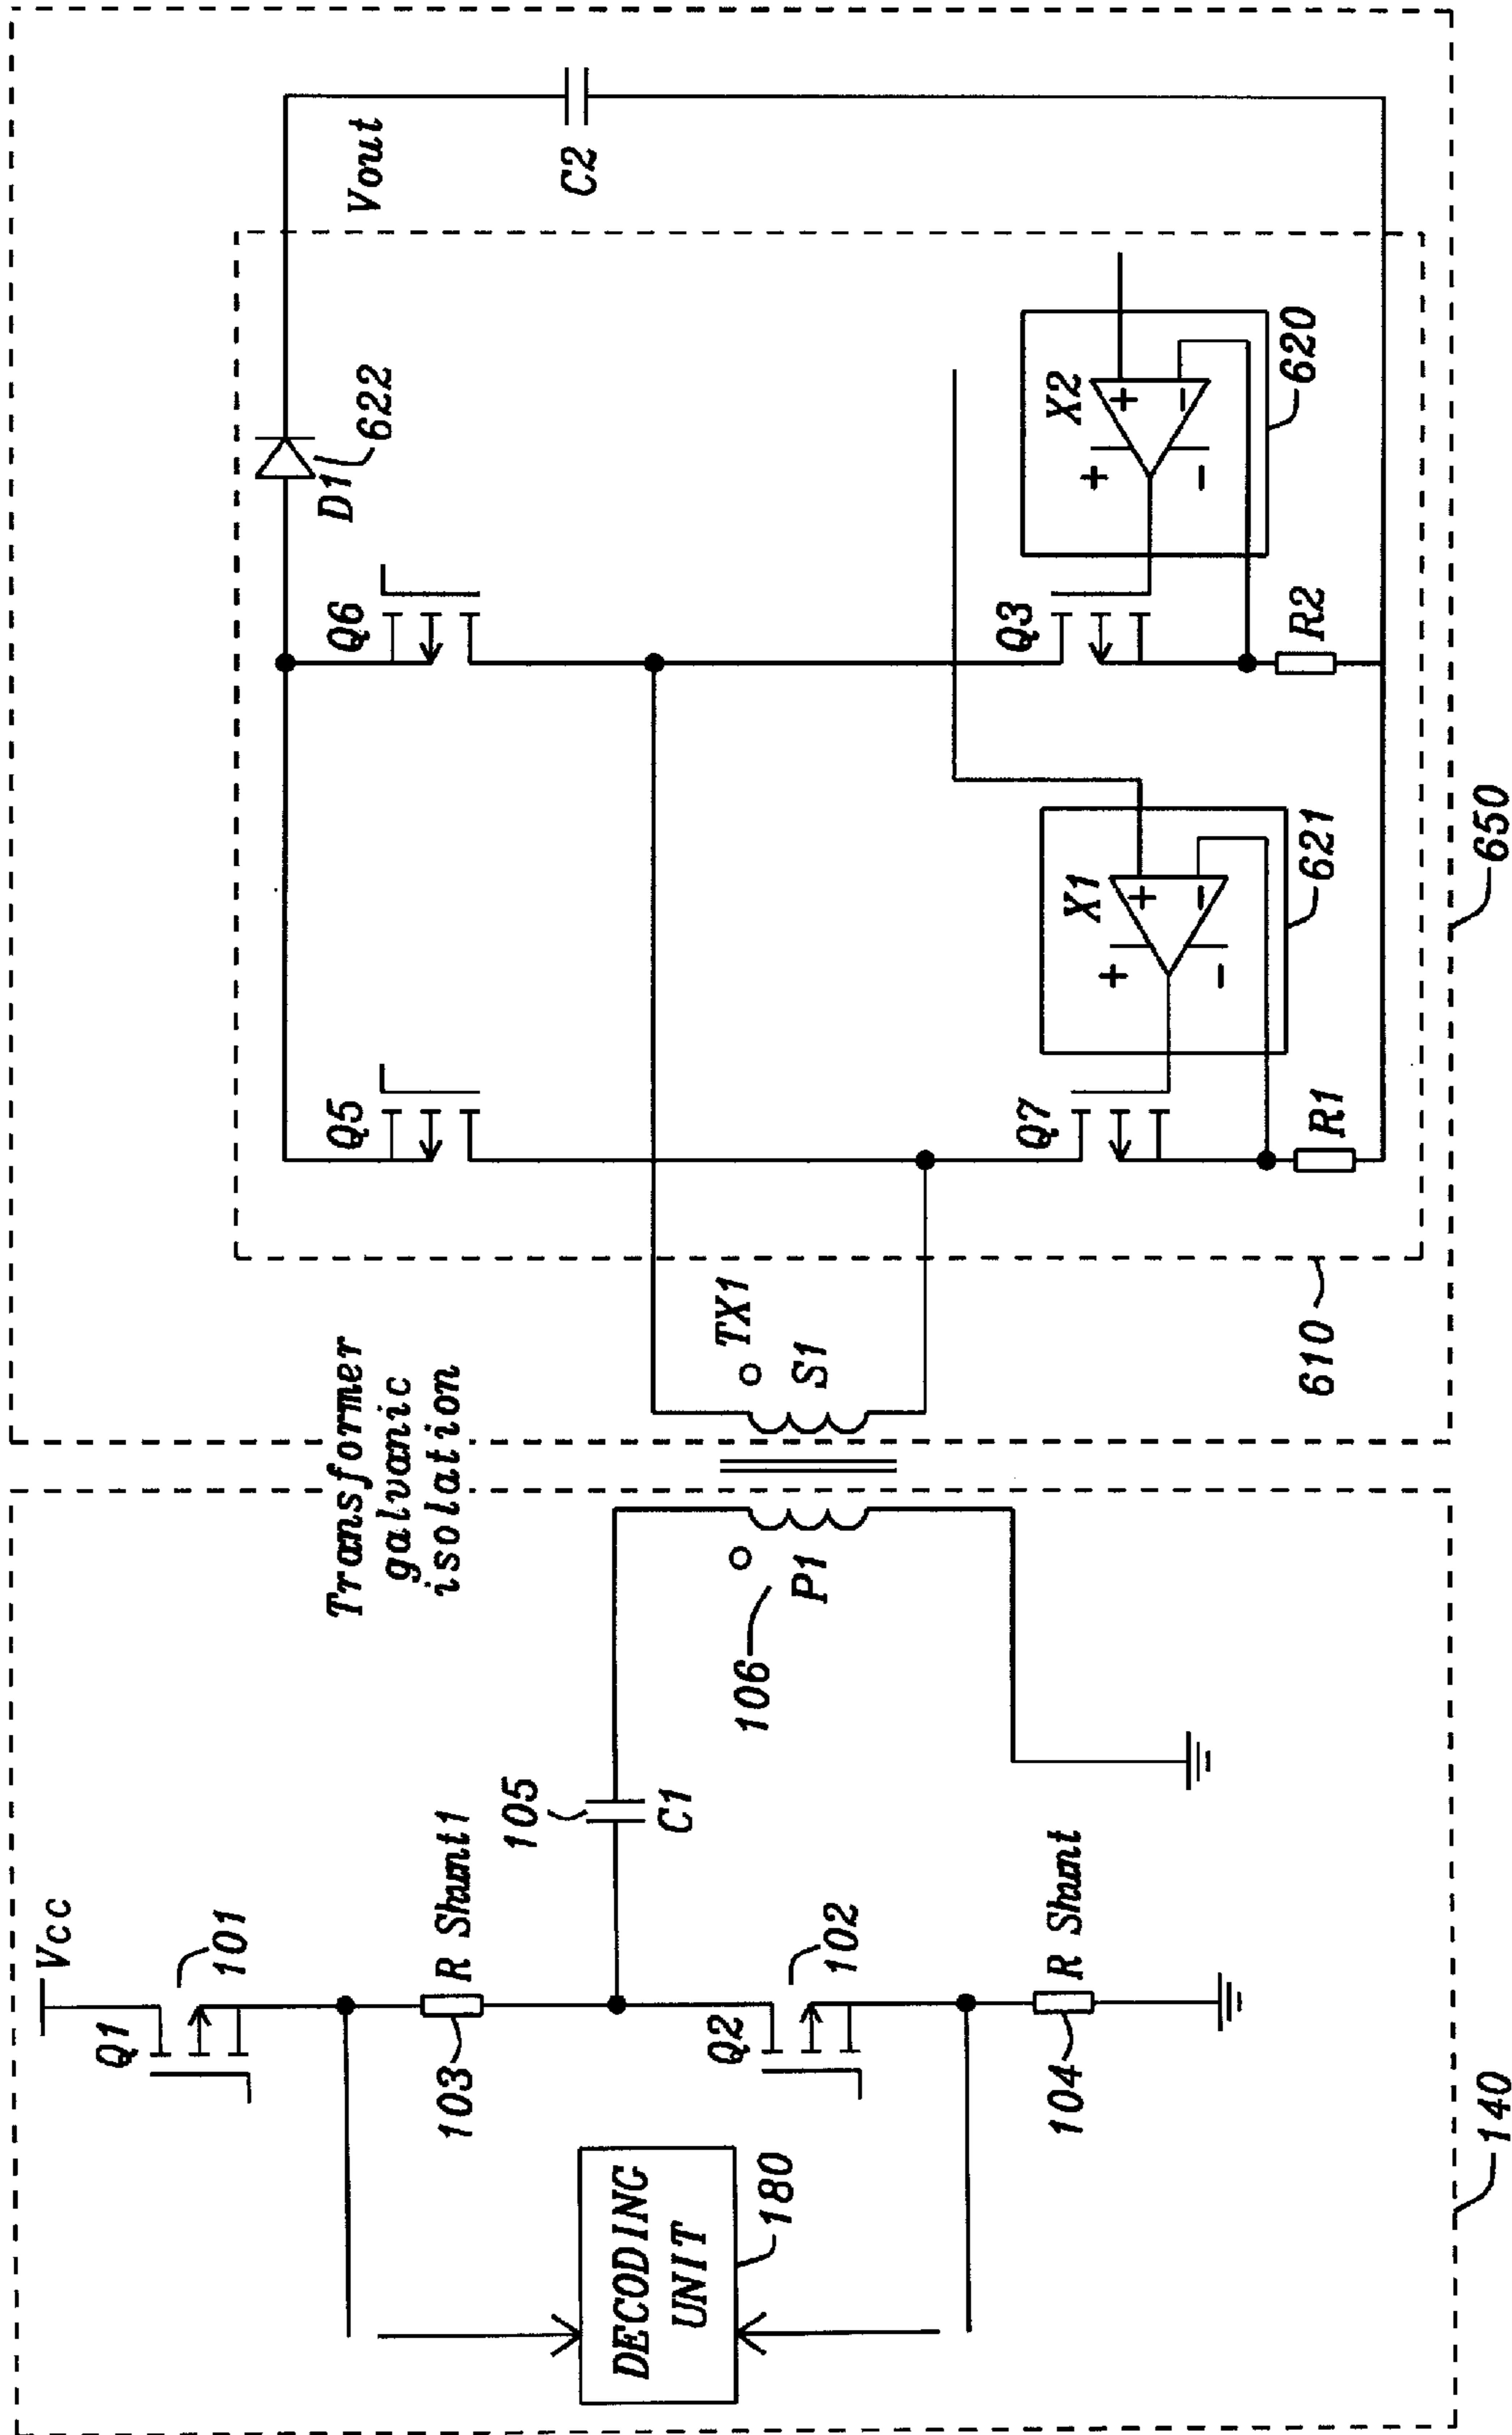 Vcc
Q1
101
103
R Shunt1
105
C1
Q2
102
DECODING
UNIT
180
104
R Shunt
140
Transformer
galvanic
isolation
106
P1
TX1
S1
610
Q5
Q6
D1
622
Vout
C2
Q7
X1
+
-
+
-
621
R1
Q3
X2
+
-
+
-
620
R2
650